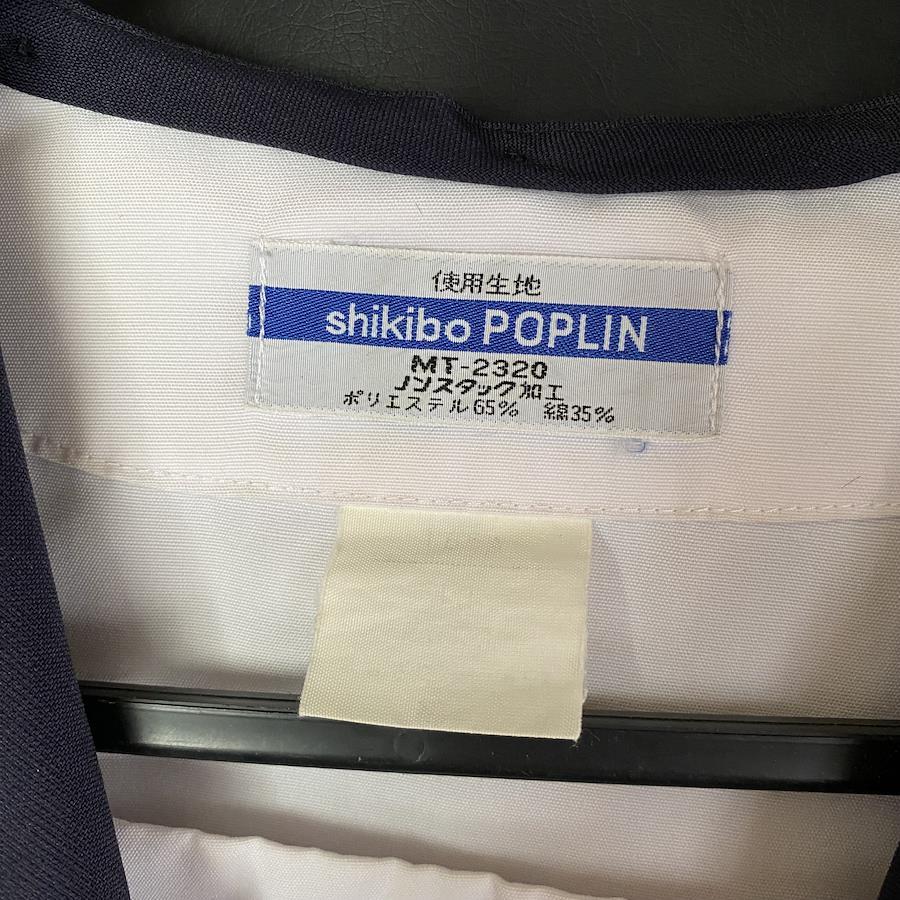 使用生地
shikibo POPLIN
MT-2320
ノンスタック加工
ポリエステル65% 綿35%